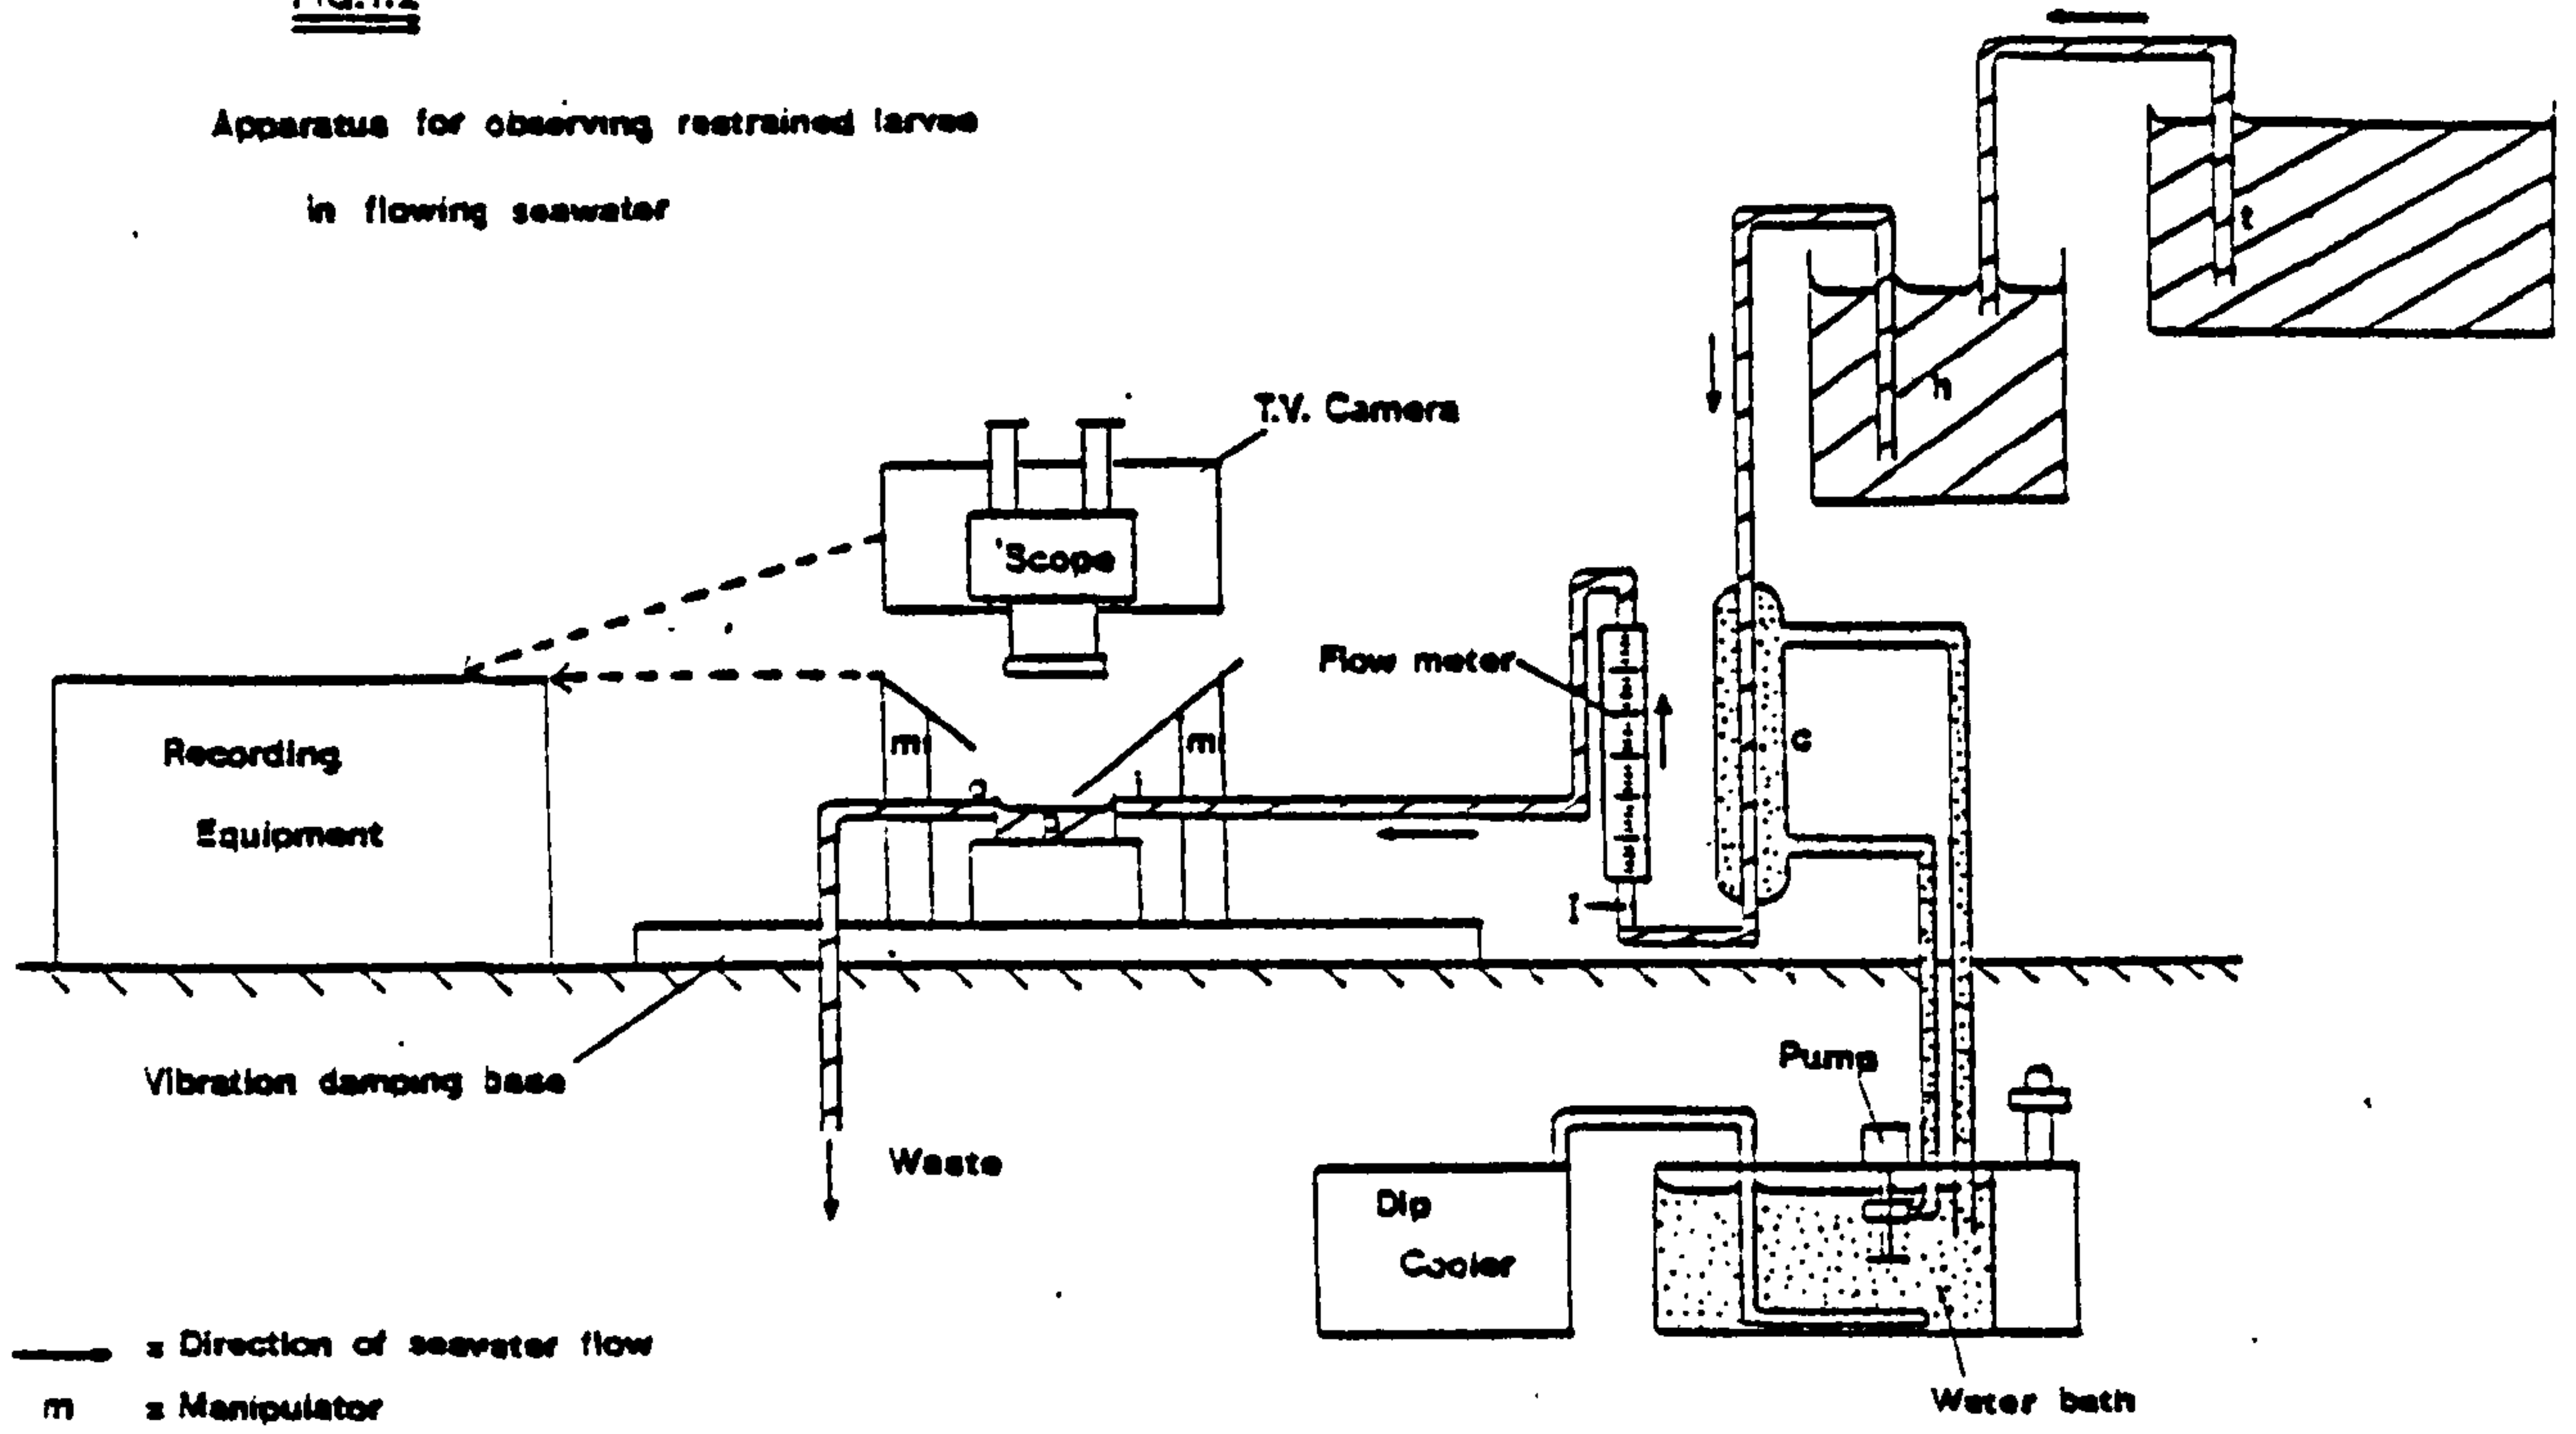 Apparatus for observing restrained larvae
in flowing seawater
t
h
T.V. Camera
'Scope
Flow meter
c
m
m
i
Recording
Equipment
I
Vibration damping base
Pump
Waste
Dip
Cooler
= Direction of seawater flow
m = Manipulator
Water bath